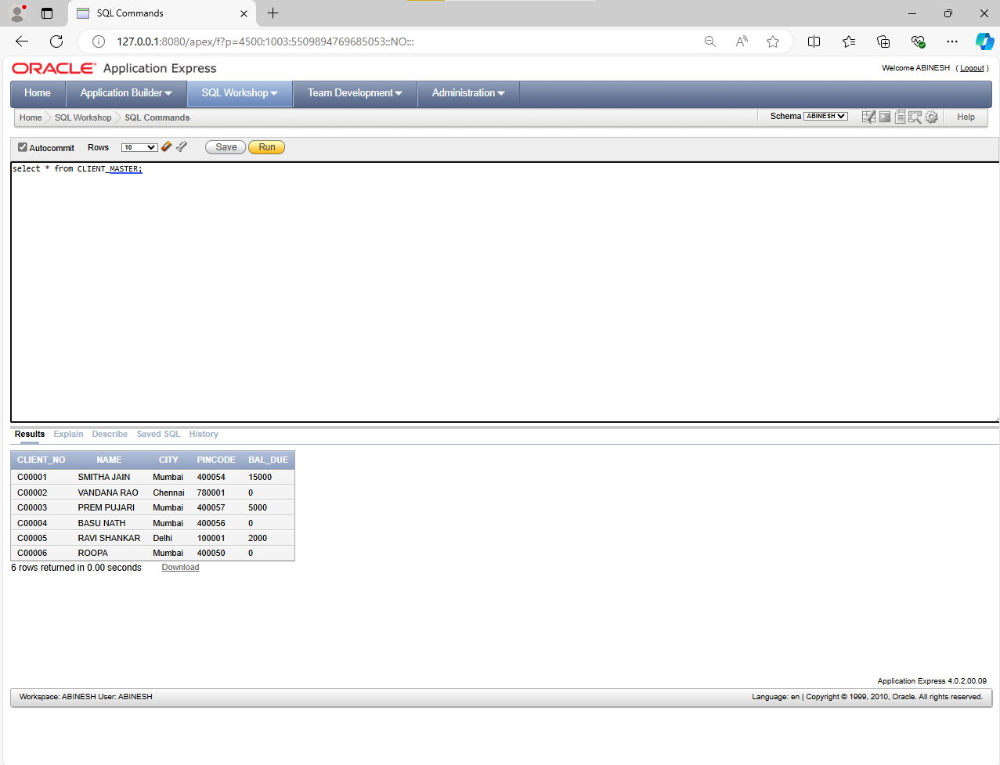 SQL Commands
127.0.0.1:8080/apex/f?p=4500:1003:5509894769685053::NO:::
ORACLE® Application Express
Welcome ABINESH ( Logout )
Home Application Builder SQL Workshop Team Development Administration
Home SQL Workshop SQL Commands Schema ABINESH Help
Autocommit Rows 10 Save Run
select * from CLIENT_MASTER;
Results Explain Describe Saved SQL History
CLIENT_NO NAME CITY PINCODE BAL_DUE
C00001 SMITHA JAIN Mumbai 400054 15000
C00002 VANDANA RAO Chennai 780001 0
C00003 PREM PUJARI Mumbai 400057 5000
C00004 BASU NATH Mumbai 400056 0
C00005 RAVI SHANKAR Delhi 100001 2000
C00006 ROOPA Mumbai 400050 0
6 rows returned in 0.00 seconds Download
Application Express 4.0.2.00.09
Workspace: ABINESH User: ABINESH Language: en | Copyright © 1999, 2010, Oracle. All rights reserved.